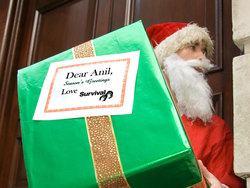 Dear Anil,
Season's Greetings
Love Survival